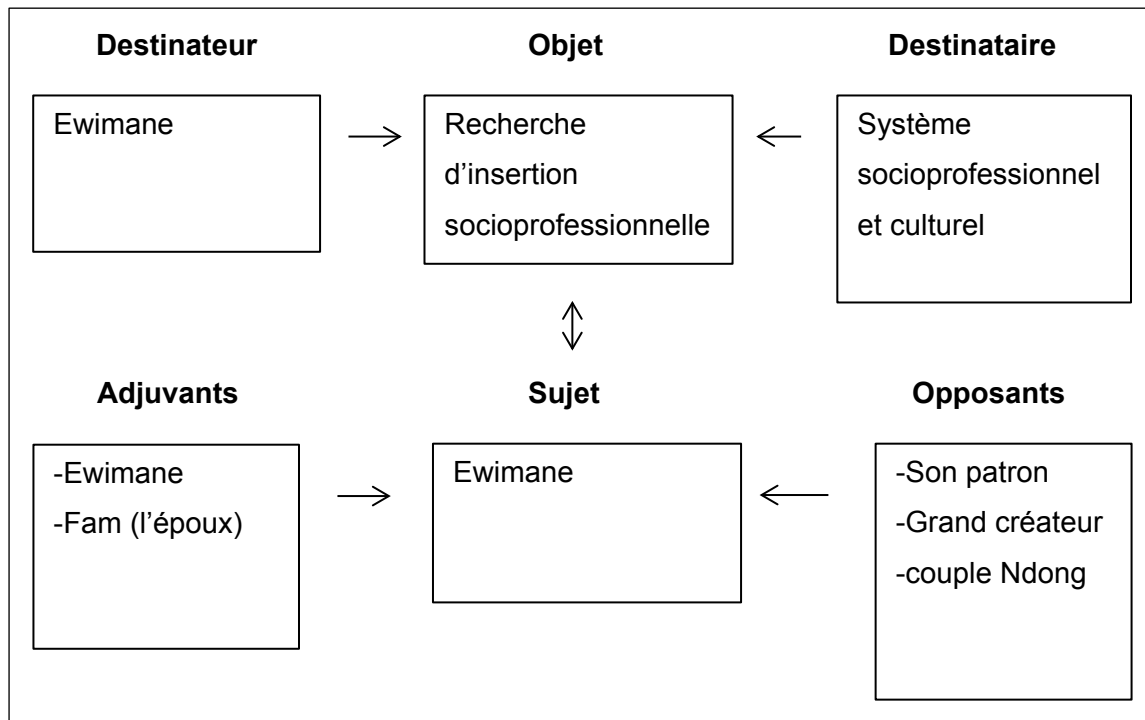 Destinateur
Objet
Destinataire
Ewimane
Recherche
d’insertion
socioprofessionnelle
Système
socioprofessionnel
et culturel
Adjuvants
Sujet
Opposants
-Ewimane
-Fam (l’époux)
Ewimane
-Son patron
-Grand créateur
-couple Ndong